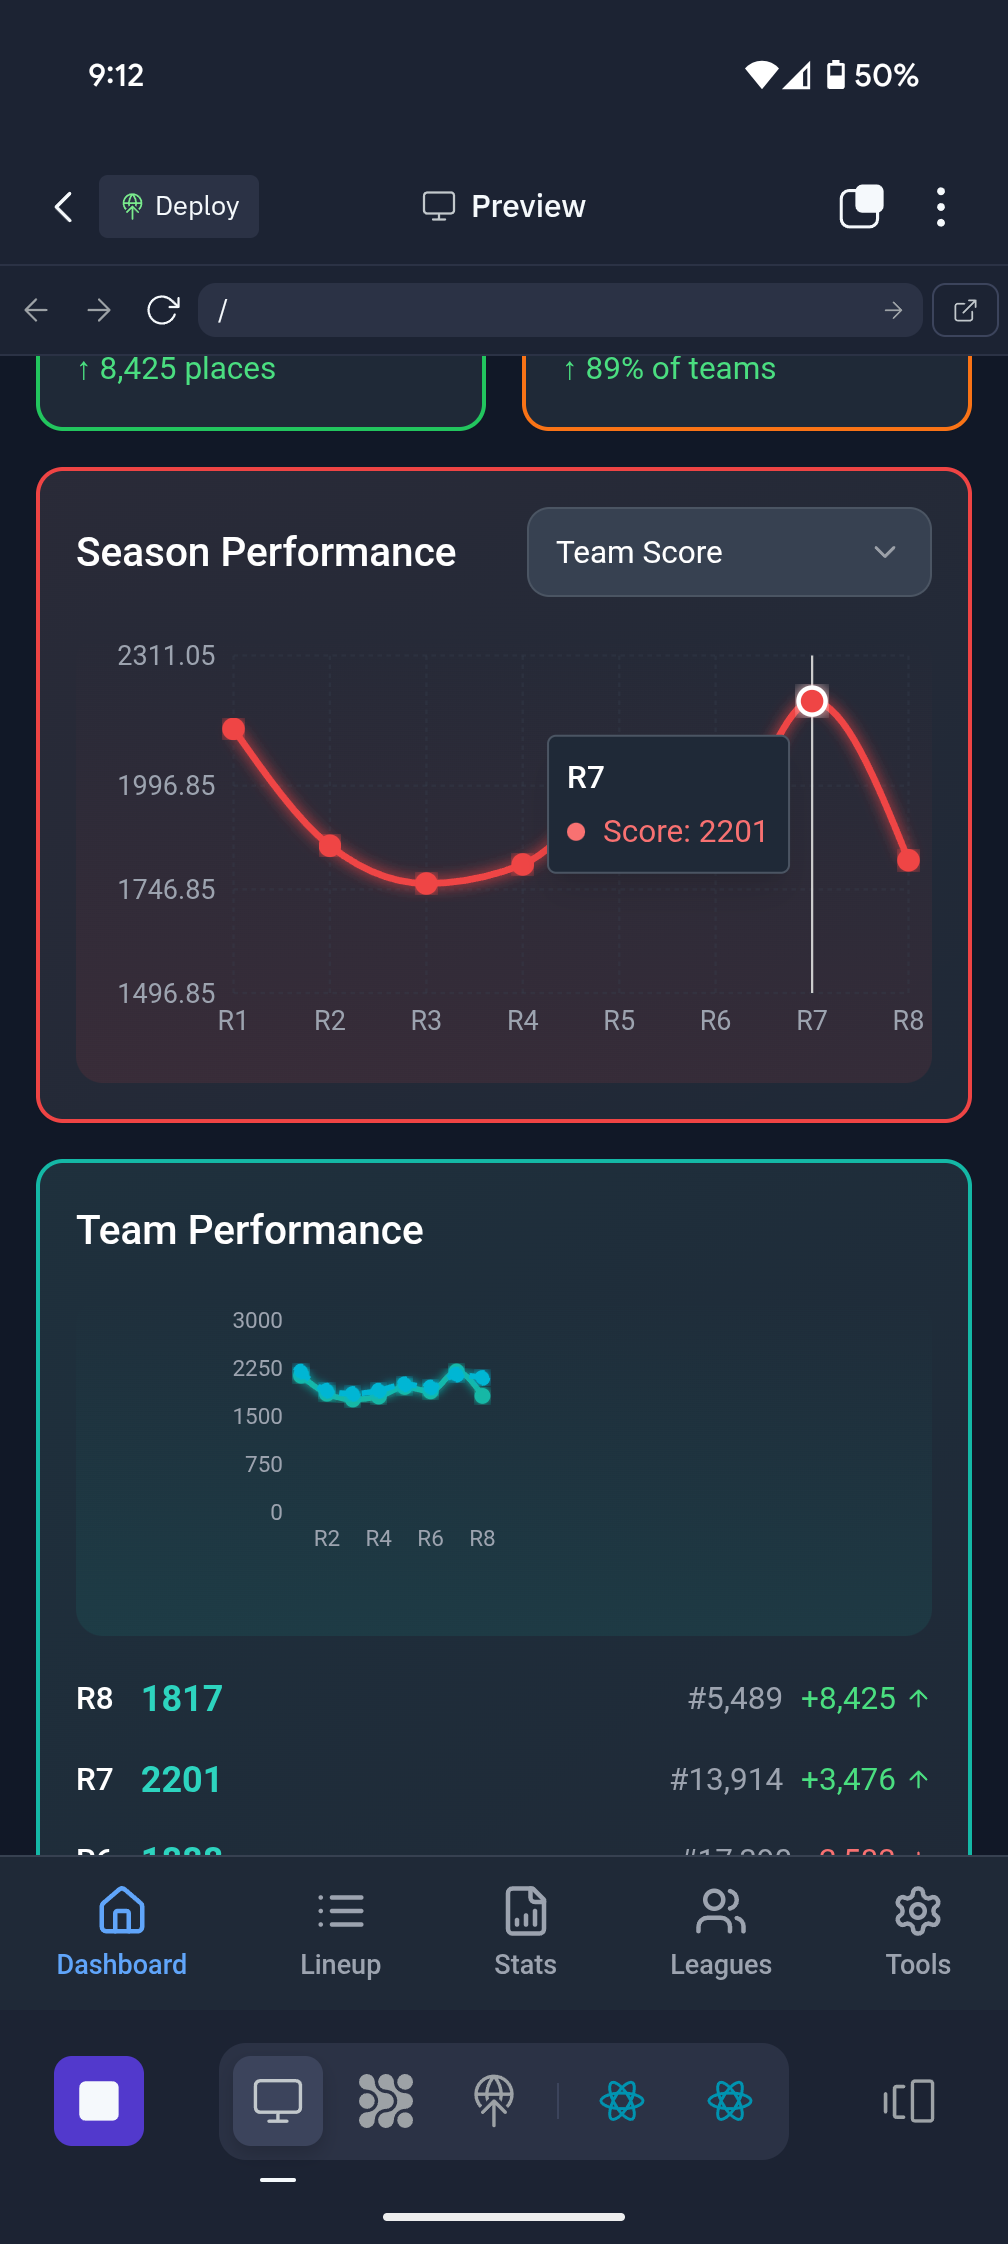 9:12
50%
Deploy
Preview
/
↑ 8,425 places
↑ 89% of teams
Season Performance
Team Score
2311.05
1996.85
1746.85
1496.85
R7
Score: 2201
R1 R2 R3 R4 R5 R6 R7 R8
Team Performance
3000
2250
1500
750
0
R2 R4 R6 R8
R8 1817 #5,489 +8,425 ↑
R7 2201 #13,914 +3,476 ↑
Dashboard
Lineup
Stats
Leagues
Tools